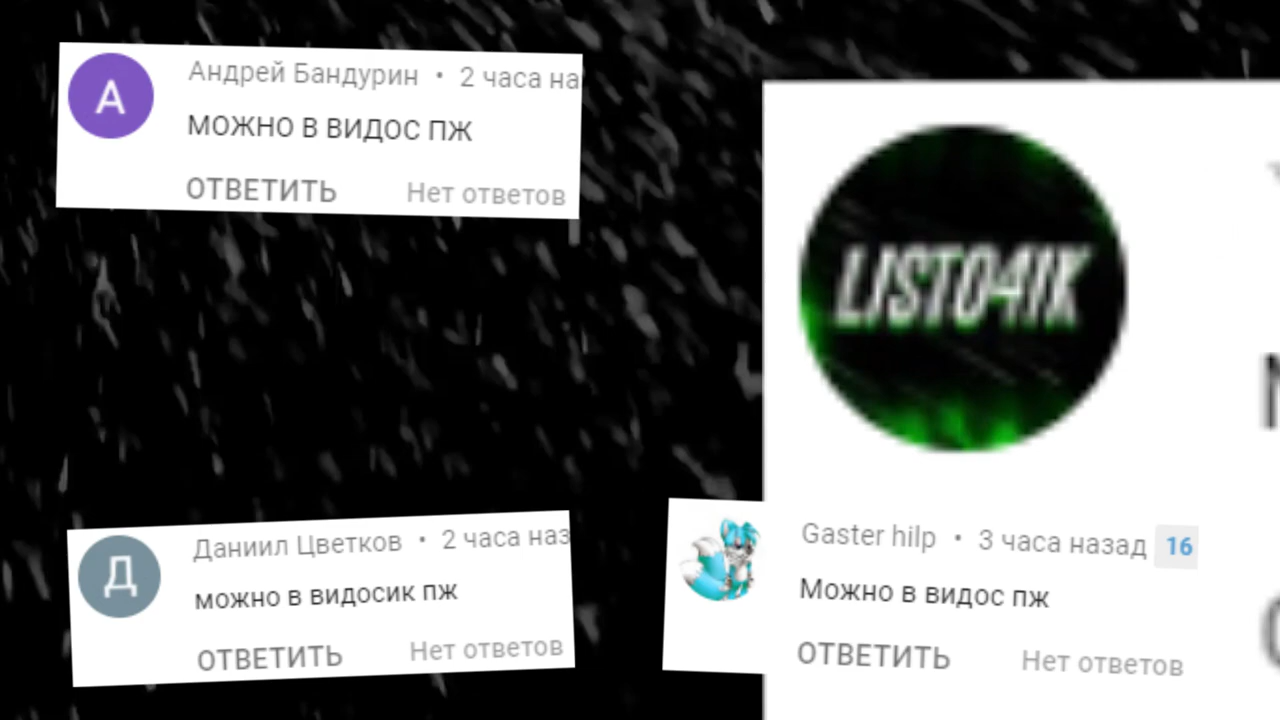 Андрей Бандурин • 2 часа на
МОЖНО В ВИДОС ПЖ
ОТВЕТИТЬ Нет ответов
LIST04IK
Даниил Цветков • 2 часа наз
можно в видосик пж
ОТВЕТИТЬ Нет ответов
Gaster hilp • 3 часа назад 16
Можно в видос пж
ОТВЕТИТЬ Нет ответов